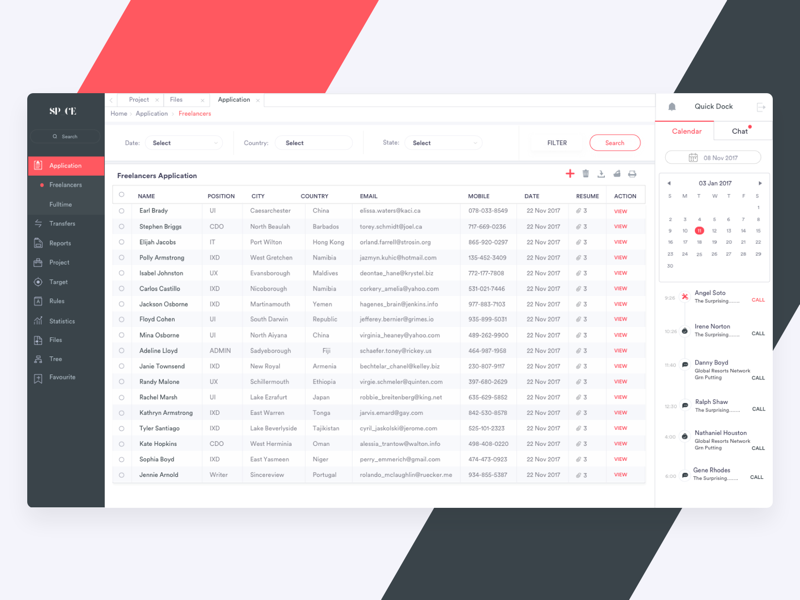 SP CE
Search
Application
Freelancers
Fulltime
Transfers
Reports
Project
Target
Rules
Statistics
Files
Tree
Favourite
Project
Files
Application
Home
Application
Freelancers
Date: Select
Country: Select
State: Select
FILTER
Search
Freelancers Application
NAME POSITION CITY COUNTRY EMAIL MOBILE DATE RESUME ACTION
Earl Brady UI Caesarchester China elissa.waters@kaci.ca 078-033-8549 22 Nov 2017 3 VIEW
Stephen Briggs CDO North Beulah Barbados torey.schmidt@joel.ca 717-669-0236 22 Nov 2017 3 VIEW
Elijah Jacobs IT Port Wilton Hong Kong orland.farrell@strosin.org 865-920-0297 22 Nov 2017 3 VIEW
Polly Armstrong IXD West Gretchen Namibia jazmyn.kuhic@hotmail.com 135-452-3409 22 Nov 2017 3 VIEW
Isabel Johnston UX Evensborough Maldives deontae_hane@krystel.biz 772-177-7808 22 Nov 2017 3 VIEW
Carlos Castillo IXD Nicoborough Namibia corkery_amelia@yahoo.com 531-021-7446 22 Nov 2017 3 VIEW
Jackson Osborne IXD Martinamouth Yemen hagenes_brain@jenkins.info 977-883-7103 22 Nov 2017 3 VIEW
Floyd Cohen UI South Darwin Republic jeffery.bernier@grimes.io 935-899-5031 22 Nov 2017 3 VIEW
Mina Osborne UI North Aiyana China virginia_heaney@yahoo.com 489-262-9900 22 Nov 2017 3 VIEW
Adeline Lloyd ADMIN Sadyeborough Fiji schaefer.toney@rickey.us 464-987-1958 22 Nov 2017 3 VIEW
Janie Townsend IXD New Royal Armenia bechtelar_chanel@kelley.biz 230-807-9117 22 Nov 2017 3 VIEW
Randy Malone UX Schillermouth Ethiopia virgie.schmeler@quinten.com 397-680-2629 22 Nov 2017 3 VIEW
Rachel Marsh UI Lake Ezrafurt Japan robbie_breitenberg@king.net 635-629-5852 22 Nov 2017 3 VIEW
Kathryn Armstrong IXD East Warren Tonga jarvis.emard@gay.com 842-530-8578 22 Nov 2017 3 VIEW
Tyler Santiago IXD Lake Beverlyside Tajikistan cyril_jaskolski@jerome.com 525-101-2323 22 Nov 2017 3 VIEW
Kate Hopkins CDO West Herminia Oman alessia_trantow@walton.info 498-408-0220 22 Nov 2017 3 VIEW
Sophia Boyd IXD East Yasmeen Niger perry_emmerich@gmail.com 474-473-0923 22 Nov 2017 3 VIEW
Jennie Arnold Writer Sincereview Portugal rolando_mclaughlin@ruecker.me 934-855-5387 22 Nov 2017 3 VIEW
Quick Dock
Calendar
Chat
08 Nov 2017
03 Jan 2017
S M T W T F S
1
2 3 4 5 6 7 8
9 10 11 12 13 14 15
16 17 18 19 20 21 22
23 24 25 26 27 28 29
30
Angel Soto
The Surprising.......
CALL
Irene Norton
The Surprising.......
CALL
Danny Boyd
Global Resorts Network
Grn Putting
CALL
Ralph Shaw
The Surprising.......
CALL
Nathaniel Houston
Global Resorts Network
Grn Putting
CALL
Gene Rhodes
The Surprising.......
CALL